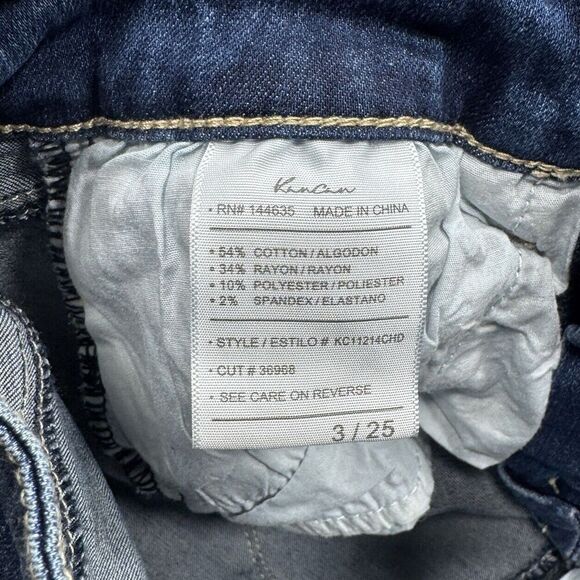 KanCan
• RN# 144635 MADE IN CHINA
• 54% COTTON / ALGODON
• 34% RAYON / RAYON
• 10% POLYESTER / POLIESTER
• 2% SPANDEX / ELASTANO
• STYLE / ESTILO # KC11214CHD
• CUT # 36968
• SEE CARE ON REVERSE
3 / 25